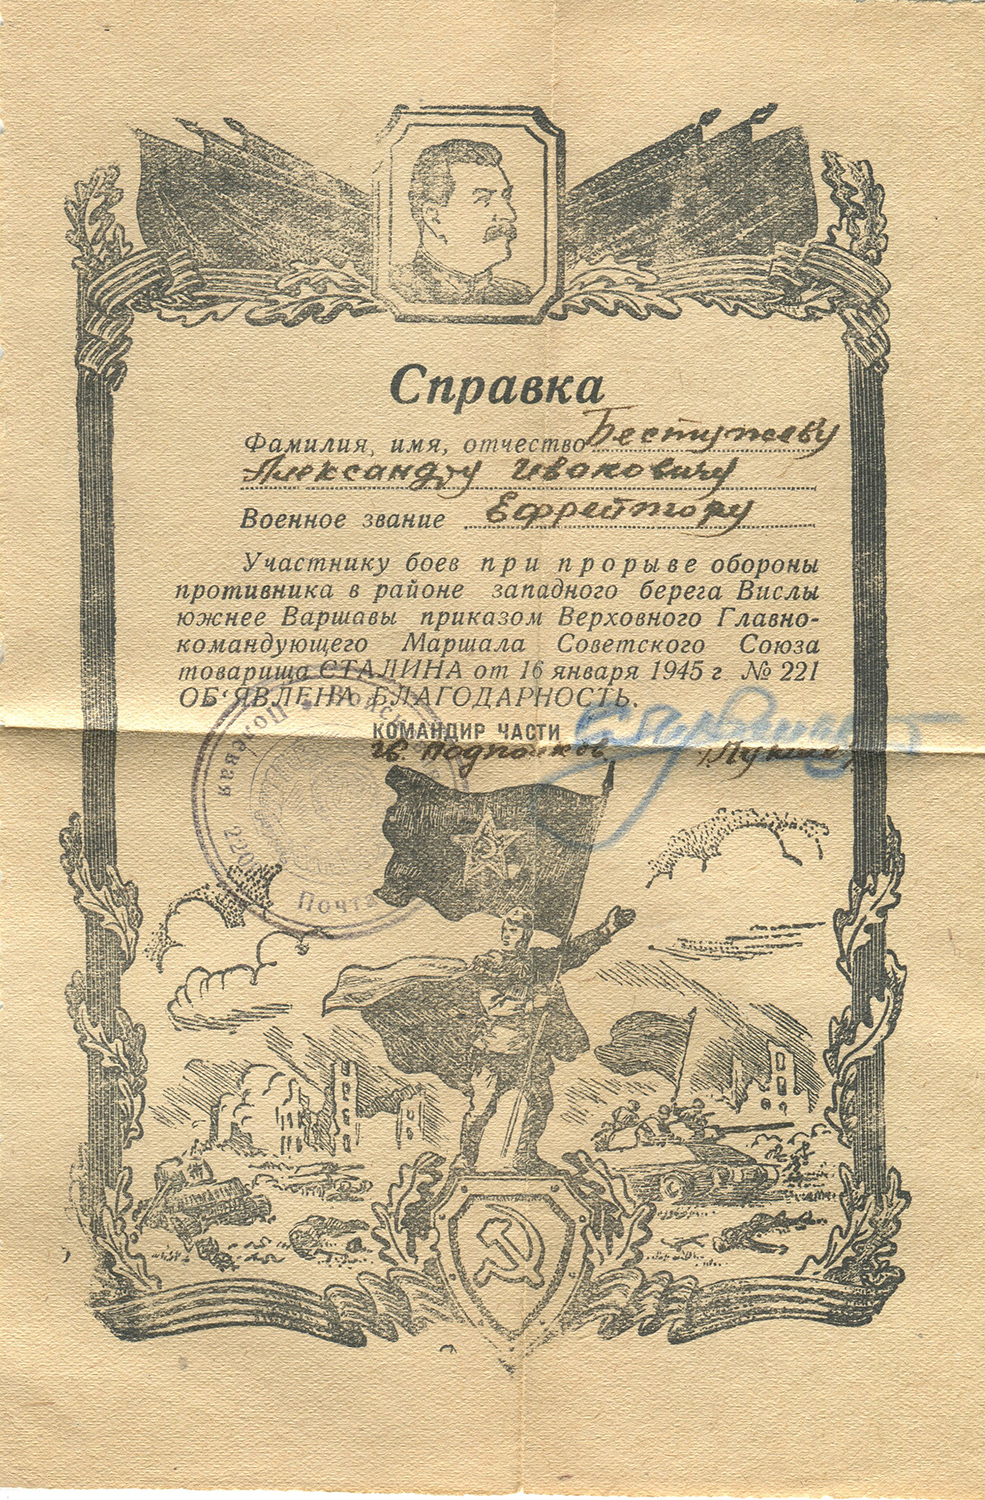 Справка
Фамилия, имя, отчество Бестужеву
Александру Ивановичу
Военное звание Ефрейтору
Участнику боев при прорыве обороны
противника в районе западного берега Вислы
южнее Варшавы приказом Верховного Главно-
командующего Маршала Советского Союза
товарища СТАЛИНА от 16 января 1945 г № 221
ОБ'ЯВЛЕНА БЛАГОДАРНОСТЬ.
КОМАНДИР ЧАСТИ
гв. Подполков.
Полевая
Почта